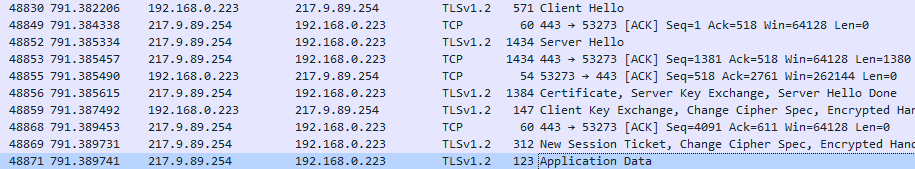 48830 791.382206 192.168.0.223 217.9.89.254 TLSv1.2 571 Client Hello
48849 791.384338 217.9.89.254 192.168.0.223 TCP 60 443 → 53273 [ACK] Seq=1 Ack=518 Win=64128 Len=0
48852 791.385334 217.9.89.254 192.168.0.223 TLSv1.2 1434 Server Hello
48853 791.385457 217.9.89.254 192.168.0.223 TCP 1434 443 → 53273 [ACK] Seq=1381 Ack=518 Win=64128 Len=1380
48855 791.385490 192.168.0.223 217.9.89.254 TCP 54 53273 → 443 [ACK] Seq=518 Ack=2761 Win=262144 Len=0
48856 791.385615 217.9.89.254 192.168.0.223 TLSv1.2 1384 Certificate, Server Key Exchange, Server Hello Done
48859 791.387492 192.168.0.223 217.9.89.254 TLSv1.2 147 Client Key Exchange, Change Cipher Spec, Encrypted Han
48868 791.389453 217.9.89.254 192.168.0.223 TCP 60 443 → 53273 [ACK] Seq=4091 Ack=611 Win=64128 Len=0
48869 791.389731 217.9.89.254 192.168.0.223 TLSv1.2 312 New Session Ticket, Change Cipher Spec, Encrypted Hand
48871 791.389741 217.9.89.254 192.168.0.223 TLSv1.2 123 Application Data